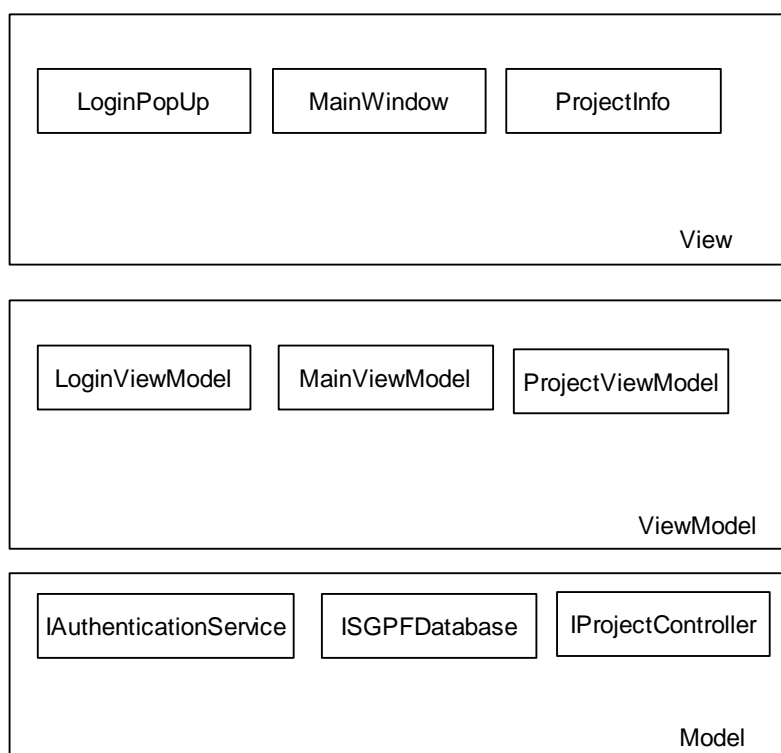 LoginPopUp
MainWindow
ProjectInfo
View
LoginViewModel
MainViewModel
ProjectViewModel
ViewModel
IAuthenticationService
ISGPFDatabase
IProjectController
Model